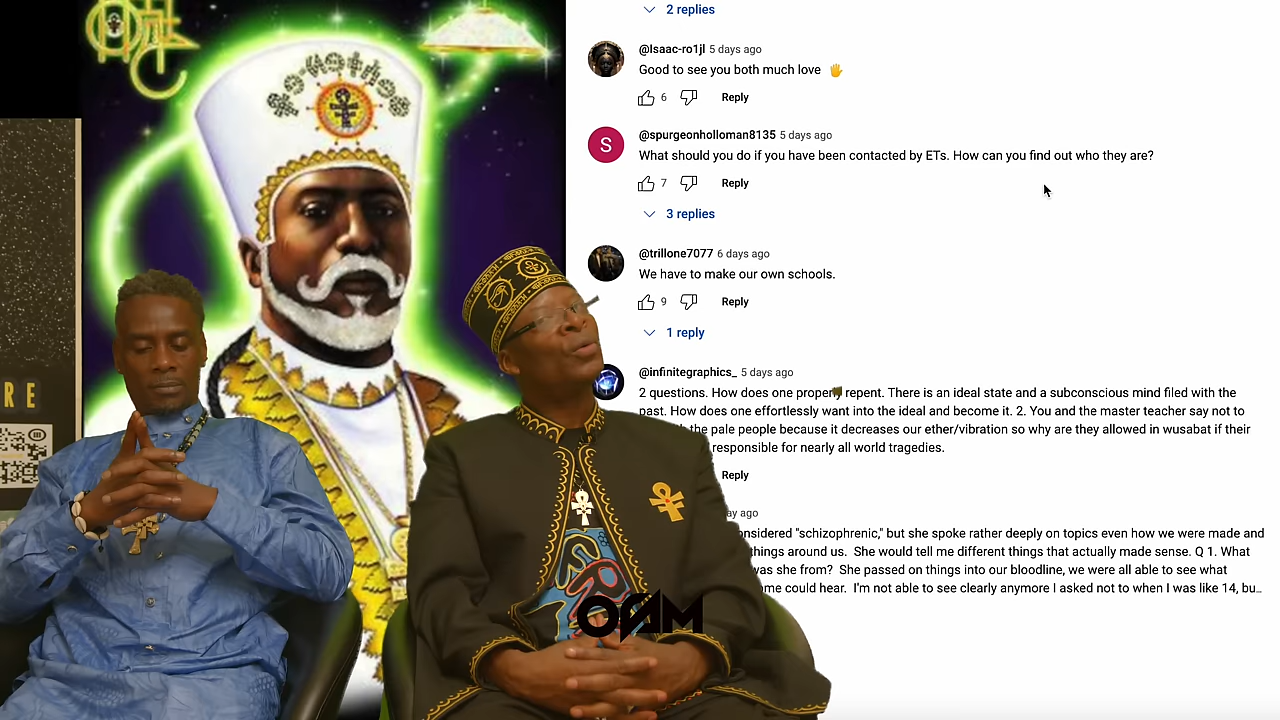 2 replies
@Isaac-ro1jl 5 days ago
Good to see you both much love 🖐
6 Reply
S
@spurgeonholloman8135 5 days ago
What should you do if you have been contacted by ETs. How can you find out who they are?
7 Reply
3 replies
@trillone7077 6 days ago
We have to make our own schools.
9 Reply
1 reply
@infinitegraphics_ 5 days ago
2 questions. How does one repent. There is an ideal state and a subconscious mind filed with the
past. How does one effortlessly want into the ideal and become it. 2. You and the master teacher say not to
the pale people because it decreases our ether/vibration so why are they allowed in wusabat if their
responsible for nearly all world tragedies.
Reply
ago
"schizophrenic," but she spoke rather deeply on topics even how we were made and
things around us. She would tell me different things that actually made sense. Q 1. What
was she from? She passed on things into our bloodline, we were all able to see what
could hear. I'm not able to see clearly anymore I asked not to when I was like 14, bu...
RE
OFAM